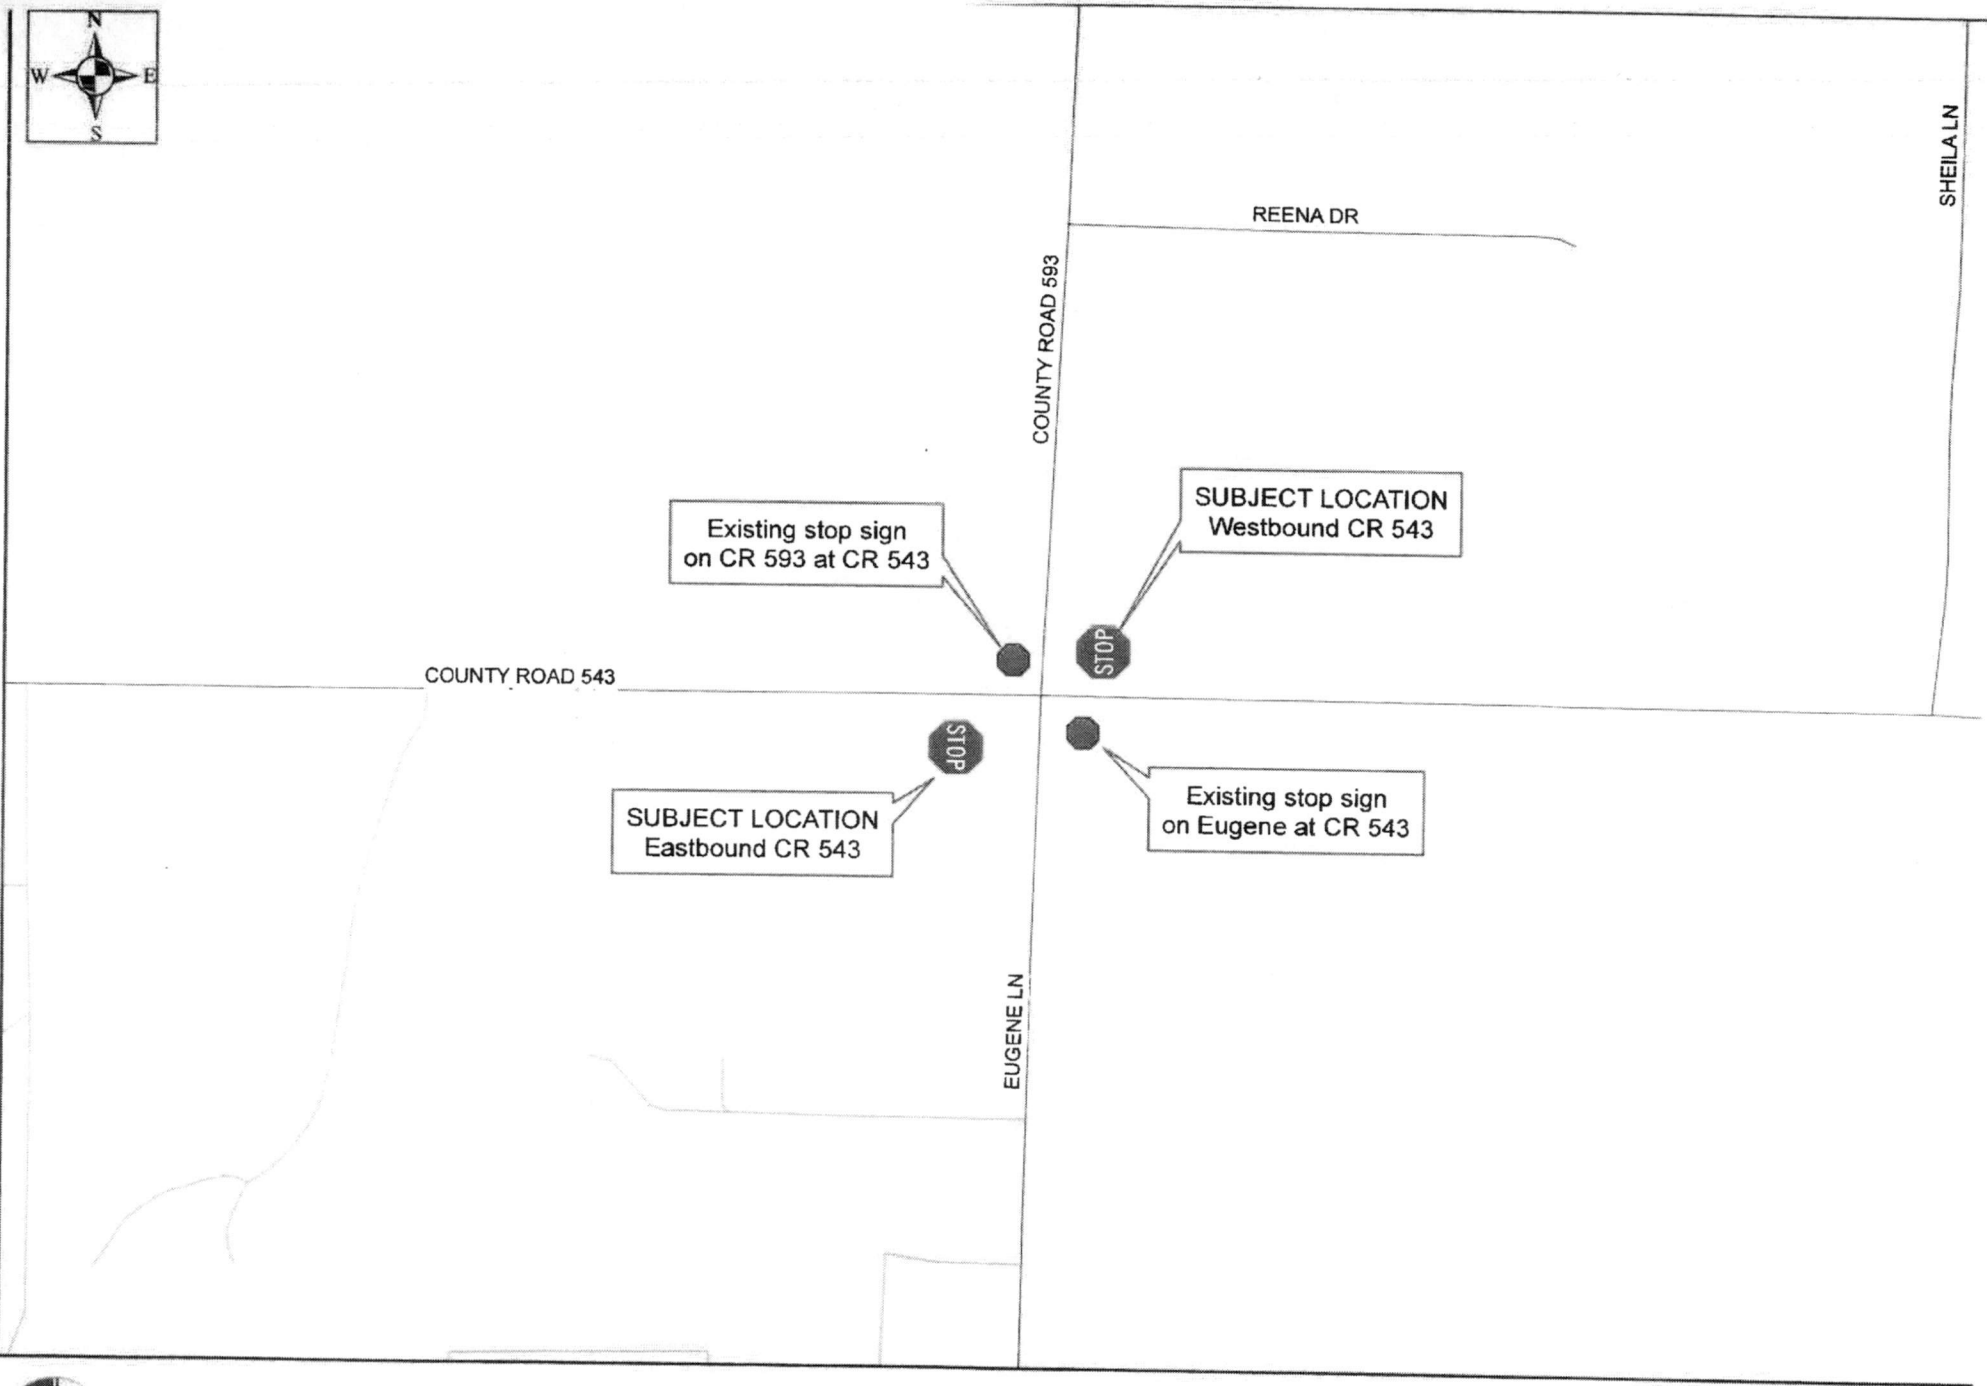 N
W E
S
SHEILA LN
REENA DR
COUNTY ROAD 593
SUBJECT LOCATION
Westbound CR 543
Existing stop sign
on CR 593 at CR 543
STOP
COUNTY ROAD 543
STOP
Existing stop sign
on Eugene at CR 543
SUBJECT LOCATION
Eastbound CR 543
EUGENE LN